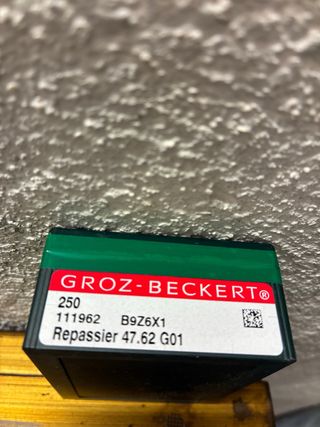 GROZ-BECKERT®
250
111962 B9Z6X1
Repassier 47.62 G01